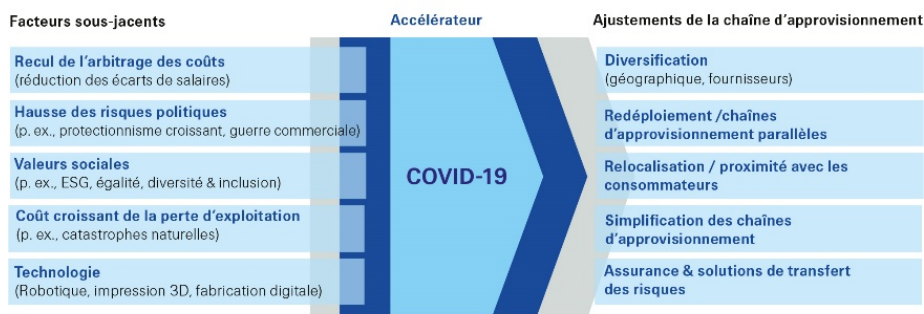 Facteurs sous-jacents
Recul de l'arbitrage des coûts
(réduction des écarts de salaires)
Hausse des risques politiques
(p. ex., protectionnisme croissant, guerre commerciale)
Valeurs sociales
(p. ex., ESG, égalité, diversité & inclusion)
Coût croissant de la perte d'exploitation
(p. ex., catastrophes naturelles)
Technologie
(Robotique, impression 3D, fabrication digitale)
Accélérateur
COVID-19
Ajustements de la chaîne d'approvisionnement
Diversification
(géographique, fournisseurs)
Redéploiement /chaînes
d'approvisionnement parallèles
Relocalisation / proximité avec les
consommateurs
Simplification des chaînes
d'approvisionnement
Assurance & solutions de transfert
des risques